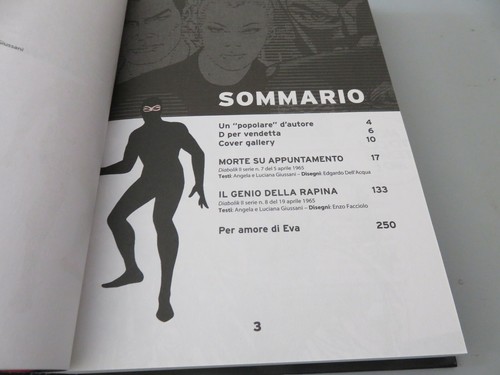 Giussani
SOMMARIO
Un "popolare" d'autore 4
D per vendetta 6
Cover gallery 10
MORTE SU APPUNTAMENTO 17
Diabolik II serie n. 7 del 5 aprile 1965
Testi: Angela e Luciana Giussani – Disegni: Edgardo Dell'Acqua
IL GENIO DELLA RAPINA 133
Diabolik II serie n. 8 del 19 aprile 1965
Testi: Angela e Luciana Giussani – Disegni: Enzo Facciolo
Per amore di Eva 250
3